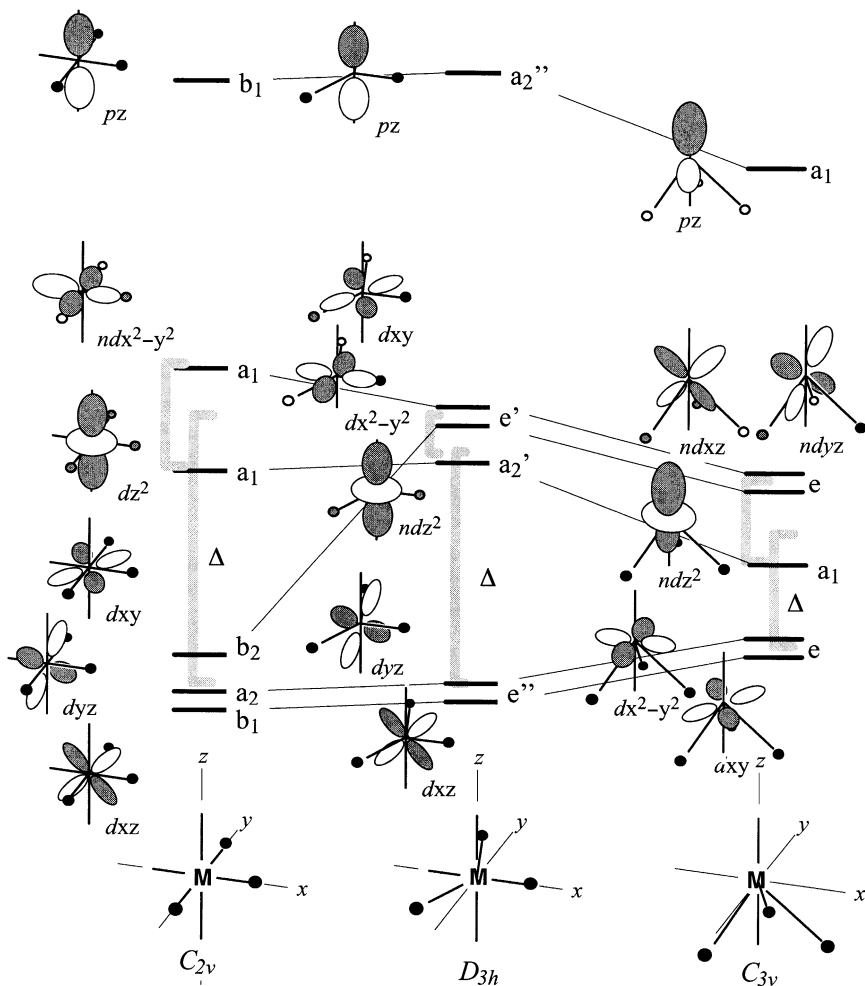 pz
b1
pz
a2’’
pz
a1
ndx²–y²
a1
dxy
dx²–y²
e’
ndxz
ndyz
e
dz²
a1
ndz²
a2’
ndz²
a1
Δ
Δ
Δ
dxy
b2
dyz
e
dyz
a2
b1
e’’
dx²–y²
dxy
dxz
dxz
z
y
M
x
C2v
z
y
M
x
D3h
z
y
M
x
C3v